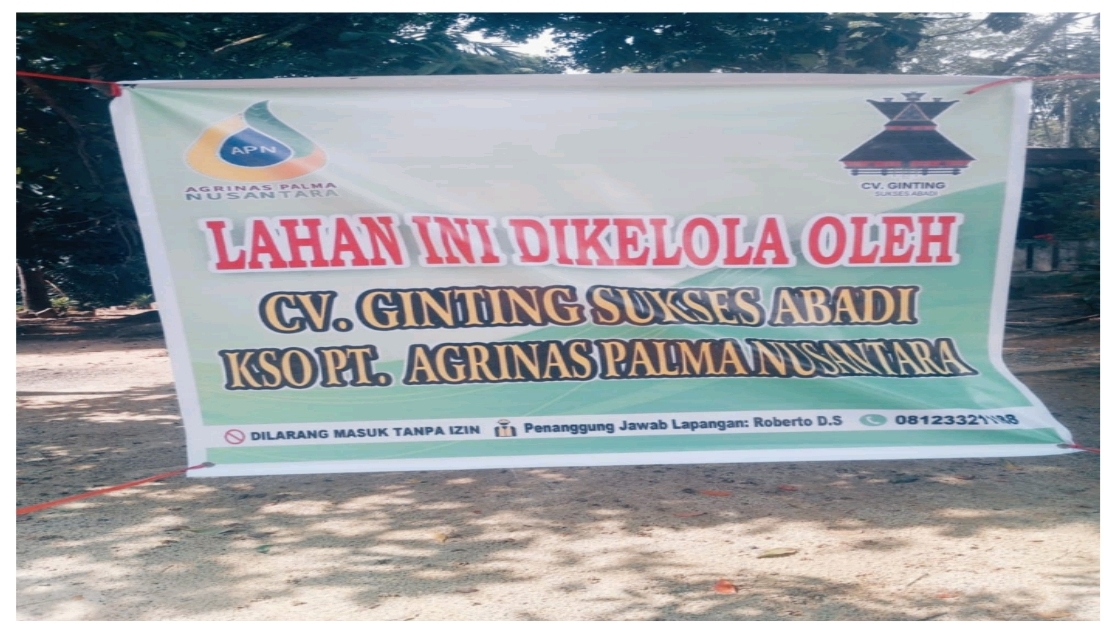 APN
AGRINAS PALMA
NUSANTARA
CV. GINTING
SUKSES ABADI
LAHAN INI DIKELOLA OLEH
CV. GINTING SUKSES ABADI
KSO PT. AGRINAS PALMA NUSANTARA
DILARANG MASUK TANPA IZIN Penanggung Jawab Lapangan: Roberto D.S